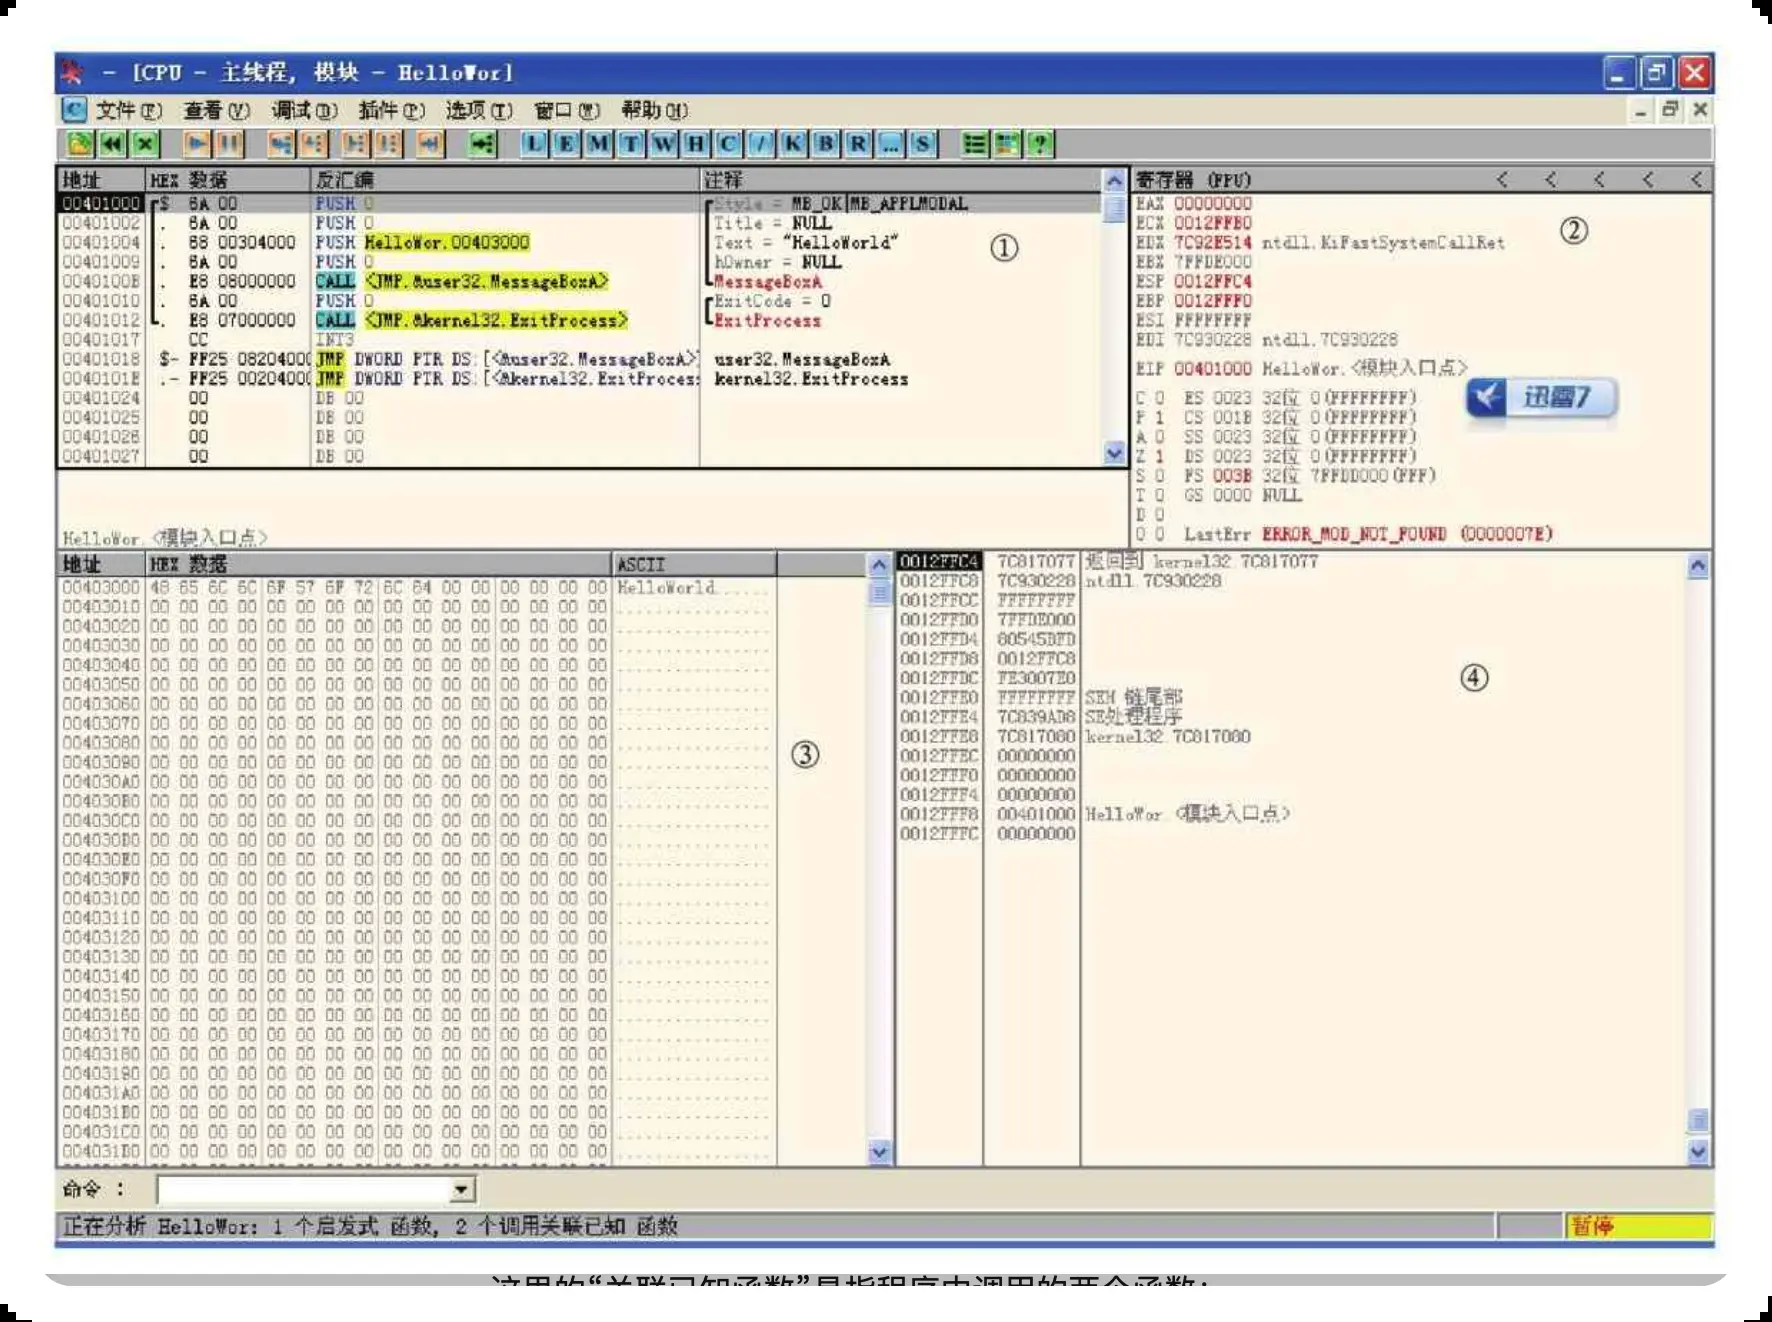 - [CPU - 主线程, 模块 - HelloWor]
文件(F) 查看(V) 调试(D) 插件(P) 选项(T) 窗口(W) 帮助(H)
L E M T W H C / K B R ... S ?
地址 HEX 数据 反汇编 注释
00401000 $ 6A 00 PUSH 0 Style = MB_OK|MB_APPLMODAL
00401002 . 6A 00 PUSH 0 Title = NULL
00401004 . 68 00304000 PUSH HelloWor.00403000 Text = "HelloWorld"
00401009 . 6A 00 PUSH 0 hOwner = NULL
0040100B . E8 08000000 CALL <JMP.&user32.MessageBoxA> MessageBoxA
00401010 . 6A 00 PUSH 0 ExitCode = 0
00401012 . E8 07000000 CALL <JMP.&kernel32.ExitProcess> ExitProcess
00401017 CC INT3
00401018 $- FF25 08204000 JMP DWORD PTR DS:[<&user32.MessageBoxA>] user32.MessageBoxA
0040101E .- FF25 00204000 JMP DWORD PTR DS:[<&kernel32.ExitProces: kernel32.ExitProcess
00401024 00 DB 00
00401025 00 DB 00
00401026 00 DB 00
00401027 00 DB 00
①
HelloWor.<模块入口点>
寄存器 (FPU) < < < < <
EAX 00000000
ECX 0012FFB0
EDX 7C92E514 ntdll.KiFastSystemCallRet
EBX 7FFDE000
ESP 0012FFC4
EBP 0012FFF0
ESI FFFFFFFF
EDI 7C930228 ntdll.7C930228
EIP 00401000 HelloWor.<模块入口点>
C 0 ES 0023 32位 0(FFFFFFFF)
P 1 CS 001B 32位 0(FFFFFFFF)
A 0 SS 0023 32位 0(FFFFFFFF)
Z 1 DS 0023 32位 0(FFFFFFFF)
S 0 FS 003B 32位 7FFDD000(FFF)
T 0 GS 0000 NULL
D 0
O 0 LastErr ERROR_MOD_NOT_FOUND (0000007E)
②
迅雷7
地址 HEX 数据 ASCII
00403000 48 65 6C 6C 6F 57 6F 72 6C 64 00 00 00 00 00 00 HelloWorld......
00403010 00 00 00 00 00 00 00 00 00 00 00 00 00 00 00 00 ................
00403020 00 00 00 00 00 00 00 00 00 00 00 00 00 00 00 00 ................
00403030 00 00 00 00 00 00 00 00 00 00 00 00 00 00 00 00 ................
00403040 00 00 00 00 00 00 00 00 00 00 00 00 00 00 00 00 ................
00403050 00 00 00 00 00 00 00 00 00 00 00 00 00 00 00 00 ................
00403060 00 00 00 00 00 00 00 00 00 00 00 00 00 00 00 00 ................
00403070 00 00 00 00 00 00 00 00 00 00 00 00 00 00 00 00 ................
00403080 00 00 00 00 00 00 00 00 00 00 00 00 00 00 00 00 ................
00403090 00 00 00 00 00 00 00 00 00 00 00 00 00 00 00 00 ................
004030A0 00 00 00 00 00 00 00 00 00 00 00 00 00 00 00 00 ................
004030B0 00 00 00 00 00 00 00 00 00 00 00 00 00 00 00 00 ................
004030C0 00 00 00 00 00 00 00 00 00 00 00 00 00 00 00 00 ................
004030D0 00 00 00 00 00 00 00 00 00 00 00 00 00 00 00 00 ................
004030E0 00 00 00 00 00 00 00 00 00 00 00 00 00 00 00 00 ................
004030F0 00 00 00 00 00 00 00 00 00 00 00 00 00 00 00 00 ................
00403100 00 00 00 00 00 00 00 00 00 00 00 00 00 00 00 00 ................
00403110 00 00 00 00 00 00 00 00 00 00 00 00 00 00 00 00 ................
00403120 00 00 00 00 00 00 00 00 00 00 00 00 00 00 00 00 ................
00403130 00 00 00 00 00 00 00 00 00 00 00 00 00 00 00 00 ................
00403140 00 00 00 00 00 00 00 00 00 00 00 00 00 00 00 00 ................
00403150 00 00 00 00 00 00 00 00 00 00 00 00 00 00 00 00 ................
00403160 00 00 00 00 00 00 00 00 00 00 00 00 00 00 00 00 ................
00403170 00 00 00 00 00 00 00 00 00 00 00 00 00 00 00 00 ................
00403180 00 00 00 00 00 00 00 00 00 00 00 00 00 00 00 00 ................
00403190 00 00 00 00 00 00 00 00 00 00 00 00 00 00 00 00 ................
004031A0 00 00 00 00 00 00 00 00 00 00 00 00 00 00 00 00 ................
004031B0 00 00 00 00 00 00 00 00 00 00 00 00 00 00 00 00 ................
004031C0 00 00 00 00 00 00 00 00 00 00 00 00 00 00 00 00 ................
004031D0 00 00 00 00 00 00 00 00 00 00 00 00 00 00 00 00 ................
③
0012FFC4 7C817077 返回到 kernel32.7C817077
0012FFC8 7C930228 ntdll.7C930228
0012FFCC FFFFFFFF
0012FFD0 7FFDE000
0012FFD4 80545BFD
0012FFD8 0012FFC8
0012FFDC FE3007E0
0012FFE0 FFFFFFFF SEH 链尾部
0012FFE4 7C839AD8 SE处理程序
0012FFE8 7C817080 kernel32.7C817080
0012FFEC 00000000
0012FFF0 00000000
0012FFF4 00000000
0012FFF8 00401000 HelloWor.<模块入口点>
0012FFFC 00000000
④
命令 :
正在分析 HelloWor: 1 个启发式 函数, 2 个调用关联已知 函数 暂停
这里的“关联已知函数”是指程序中调用的两个函数：